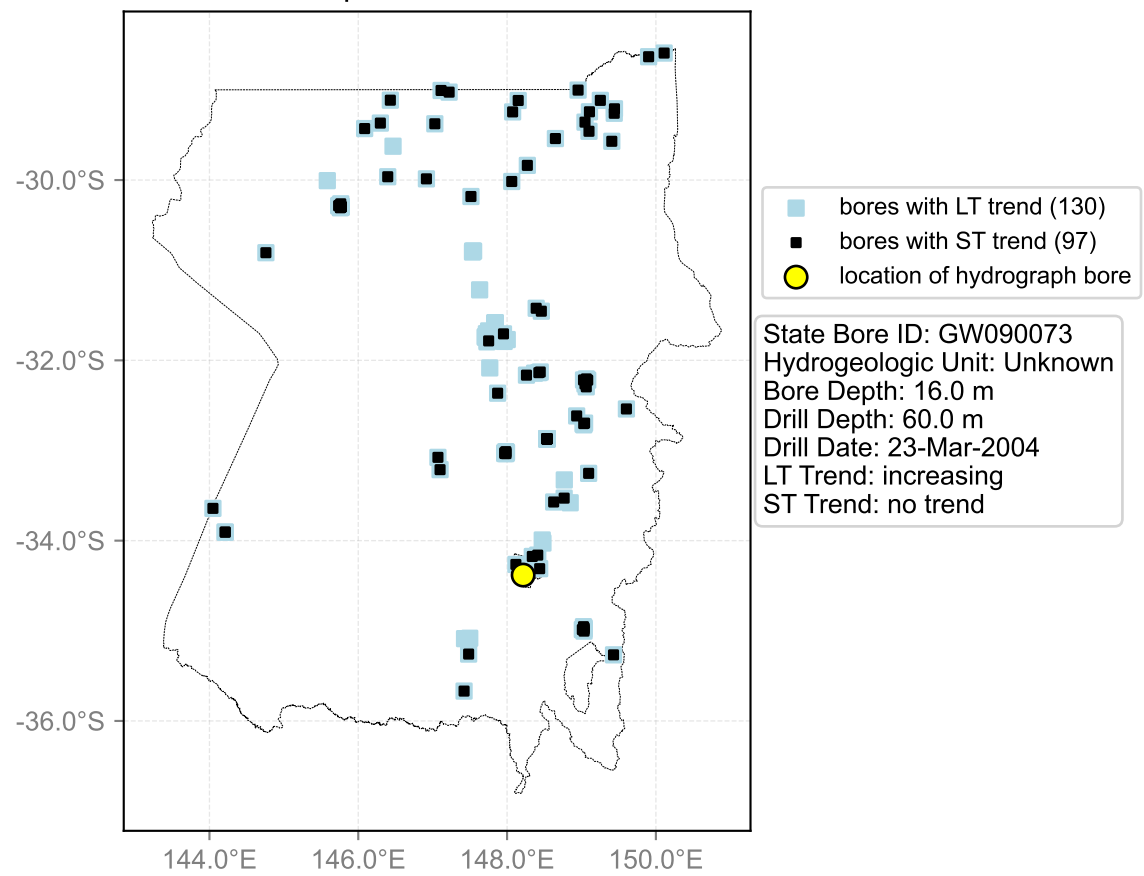 -30.0°S
-32.0°S
-34.0°S
-36.0°S
144.0°E
146.0°E
148.0°E
150.0°E
bores with LT trend (130)
bores with ST trend (97)
location of hydrograph bore
State Bore ID: GW090073
Hydrogeologic Unit: Unknown
Bore Depth: 16.0 m
Drill Depth: 60.0 m
Drill Date: 23-Mar-2004
LT Trend: increasing
ST Trend: no trend